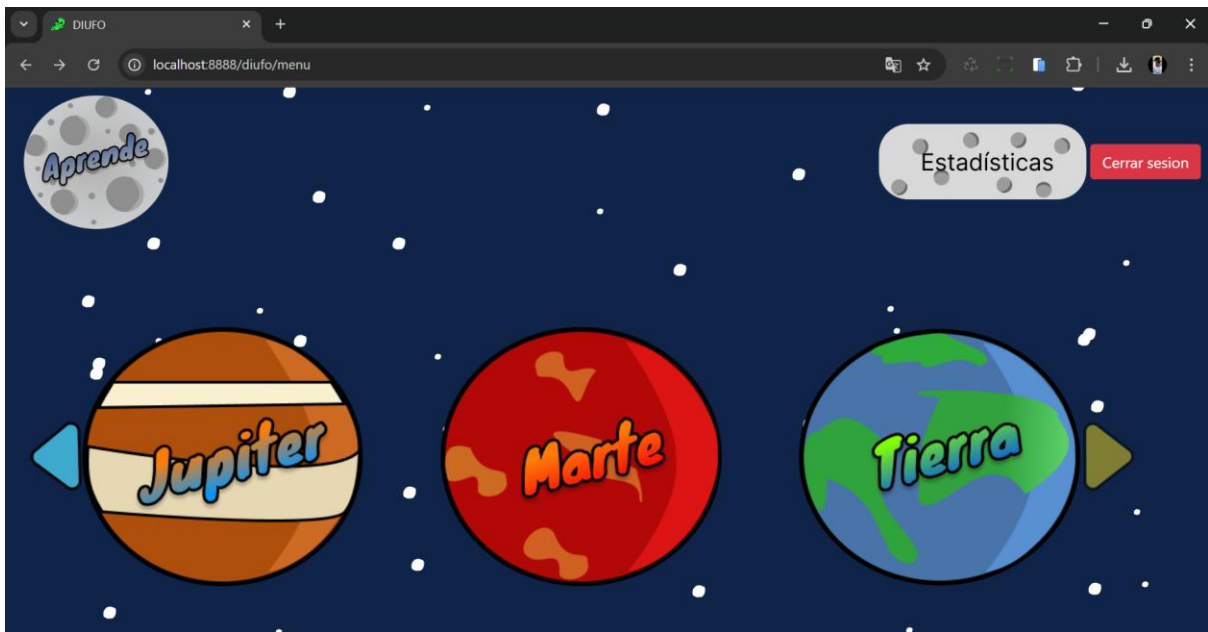 DIUFO
localhost:8888/diufo/menu
Aprende
Estadísticas
Cerrar sesion
Jupiter
Marte
Tierra